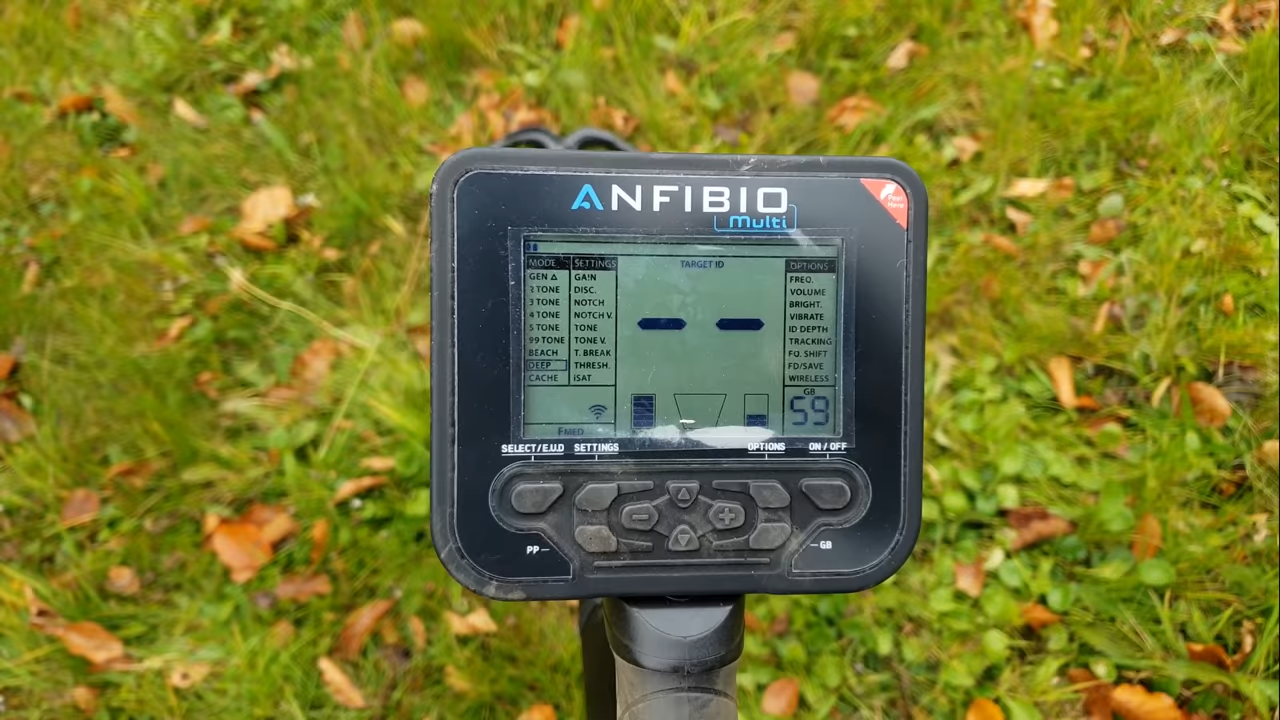 ANFIBIO
Multi
Peel Here
MODE SETTINGS TARGET ID OPTIONS
GEN Δ GAIN FREQ.
2 TONE DISC. VOLUME
3 TONE NOTCH BRIGHT.
4 TONE NOTCH V. VIBRATE
5 TONE TONE ID DEPTH
99 TONE TONE V. TRACKING
BEACH T. BREAK FQ. SHIFT
DEEP THRESH. FD/SAVE
CACHE iSAT WIRELESS
-- GB
59
FMED
SELECT/E.U.D SETTINGS OPTIONS ON / OFF
- +
PP GB